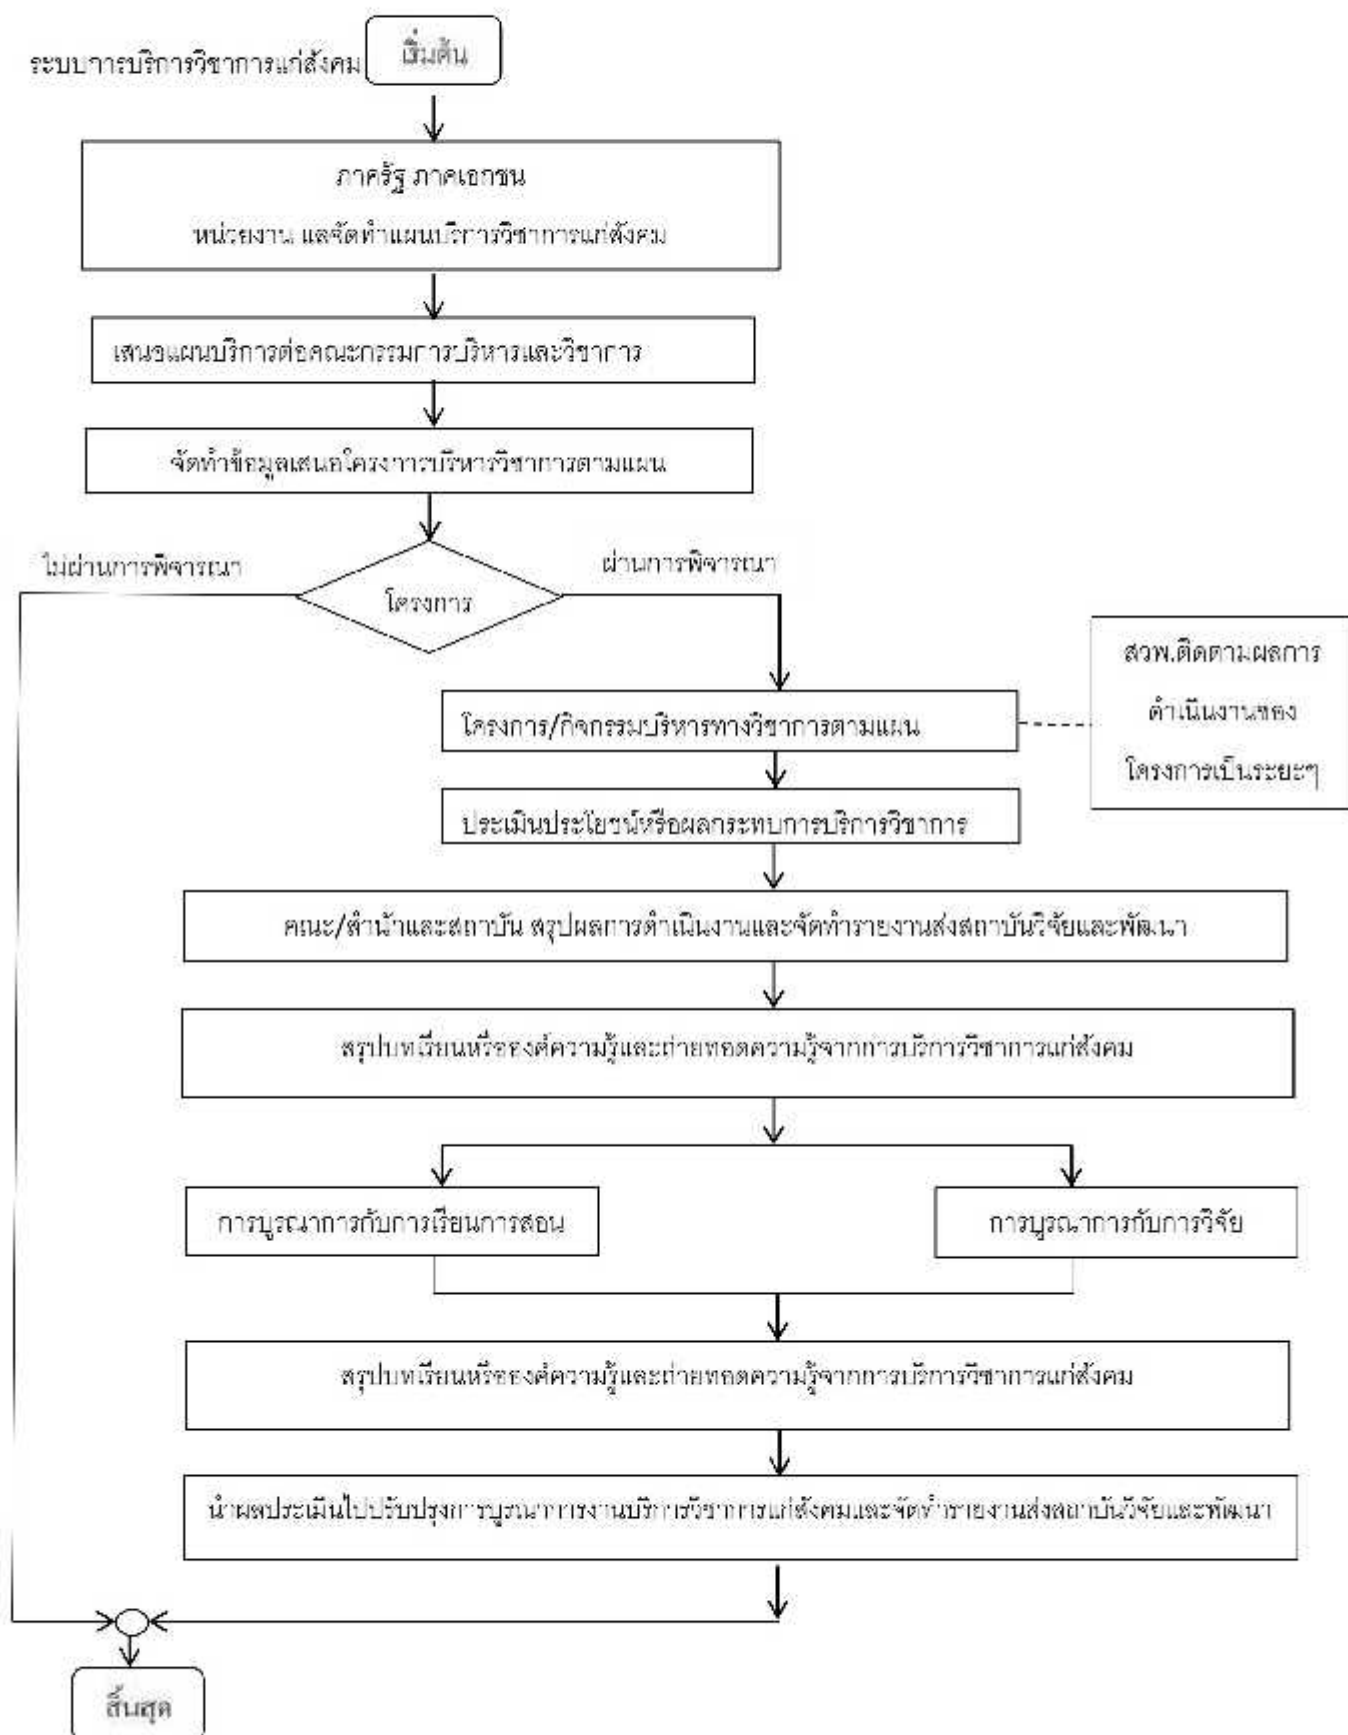 เริ่มต้น
ระบบการบริการวิชาการแก่สังคม
ภาครัฐ ภาคเอกชน
หน่วยงาน และจัดทำแผนบริการวิชาการแก่สังคม
เสนอแผนบริการต่อคณะกรรมการบริหารและวิชาการ
จัดทำข้อมูลเสนอโครงการบริหารวิชาการตามแผน
ไม่ผ่านการพิจารณา
ผ่านการพิจารณา
โครงการ
สวพ.ติดตามผลการ
ดำเนินงานของ
โครงการเป็นระยะๆ
โครงการ/กิจกรรมบริหารทางวิชาการตามแผน
ประเมินประโยชน์หรือผลกระทบการบริการวิชาการ
คณะ/สำนักและสถาบัน สรุปผลการดำเนินงานและจัดทำรายงานส่งสถาบันวิจัยและพัฒนา
สรุปบทเรียนหรือองค์ความรู้และถ่ายทอดความรู้จากการบริการวิชาการแก่สังคม
การบูรณาการกับการเรียนการสอน
การบูรณาการกับการวิจัย
สรุปบทเรียนหรือองค์ความรู้และถ่ายทอดความรู้จากการบริการวิชาการแก่สังคม
นำผลประเมินไปปรับปรุงการบูรณาการงานบริการวิชาการแก่สังคมและจัดทำรายงานส่งสถาบันวิจัยและพัฒนา
สิ้นสุด